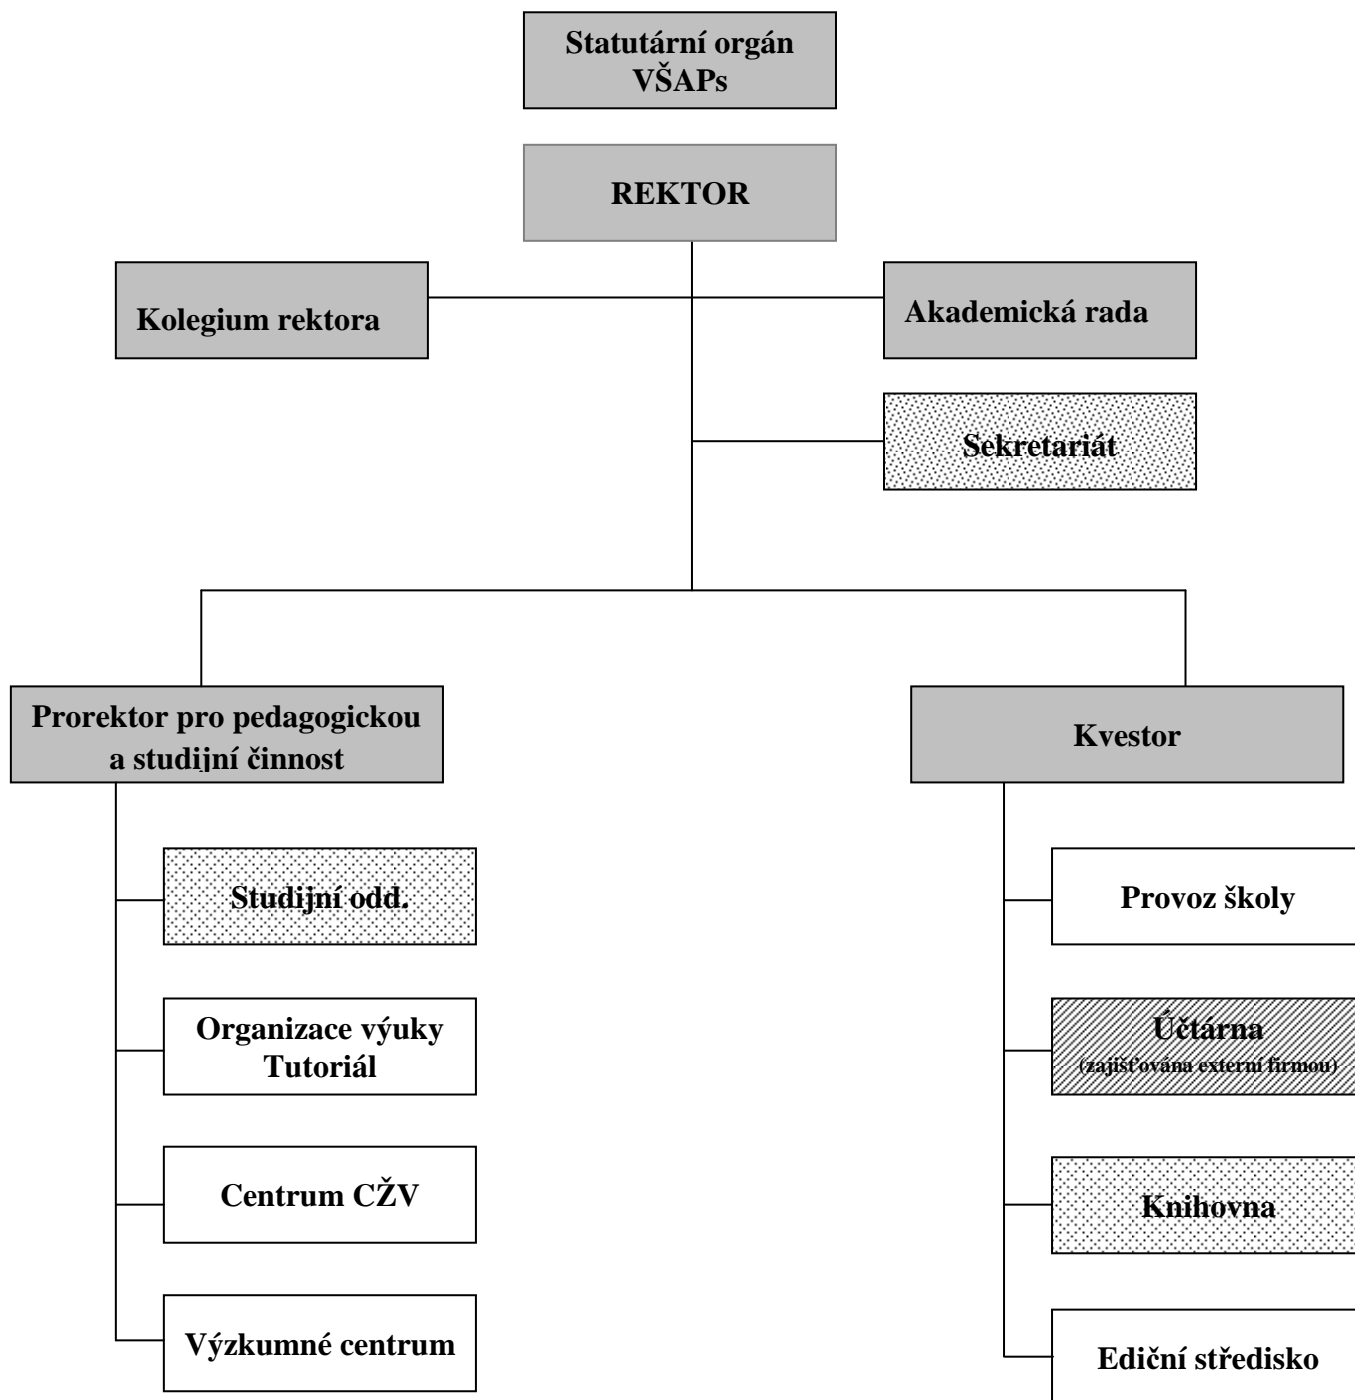 Statutární orgán
VŠAPs
REKTOR
Kolegium rektora
Akademická rada
Sekretariát
Prorektor pro pedagogickou
a studijní činnost
Kvestor
Studijní odd.
Organizace výuky
Tutoriál
Centrum CŽV
Výzkumné centrum
Provoz školy
Účtárna
(zajišťována externí firmou)
Knihovna
Ediční středisko